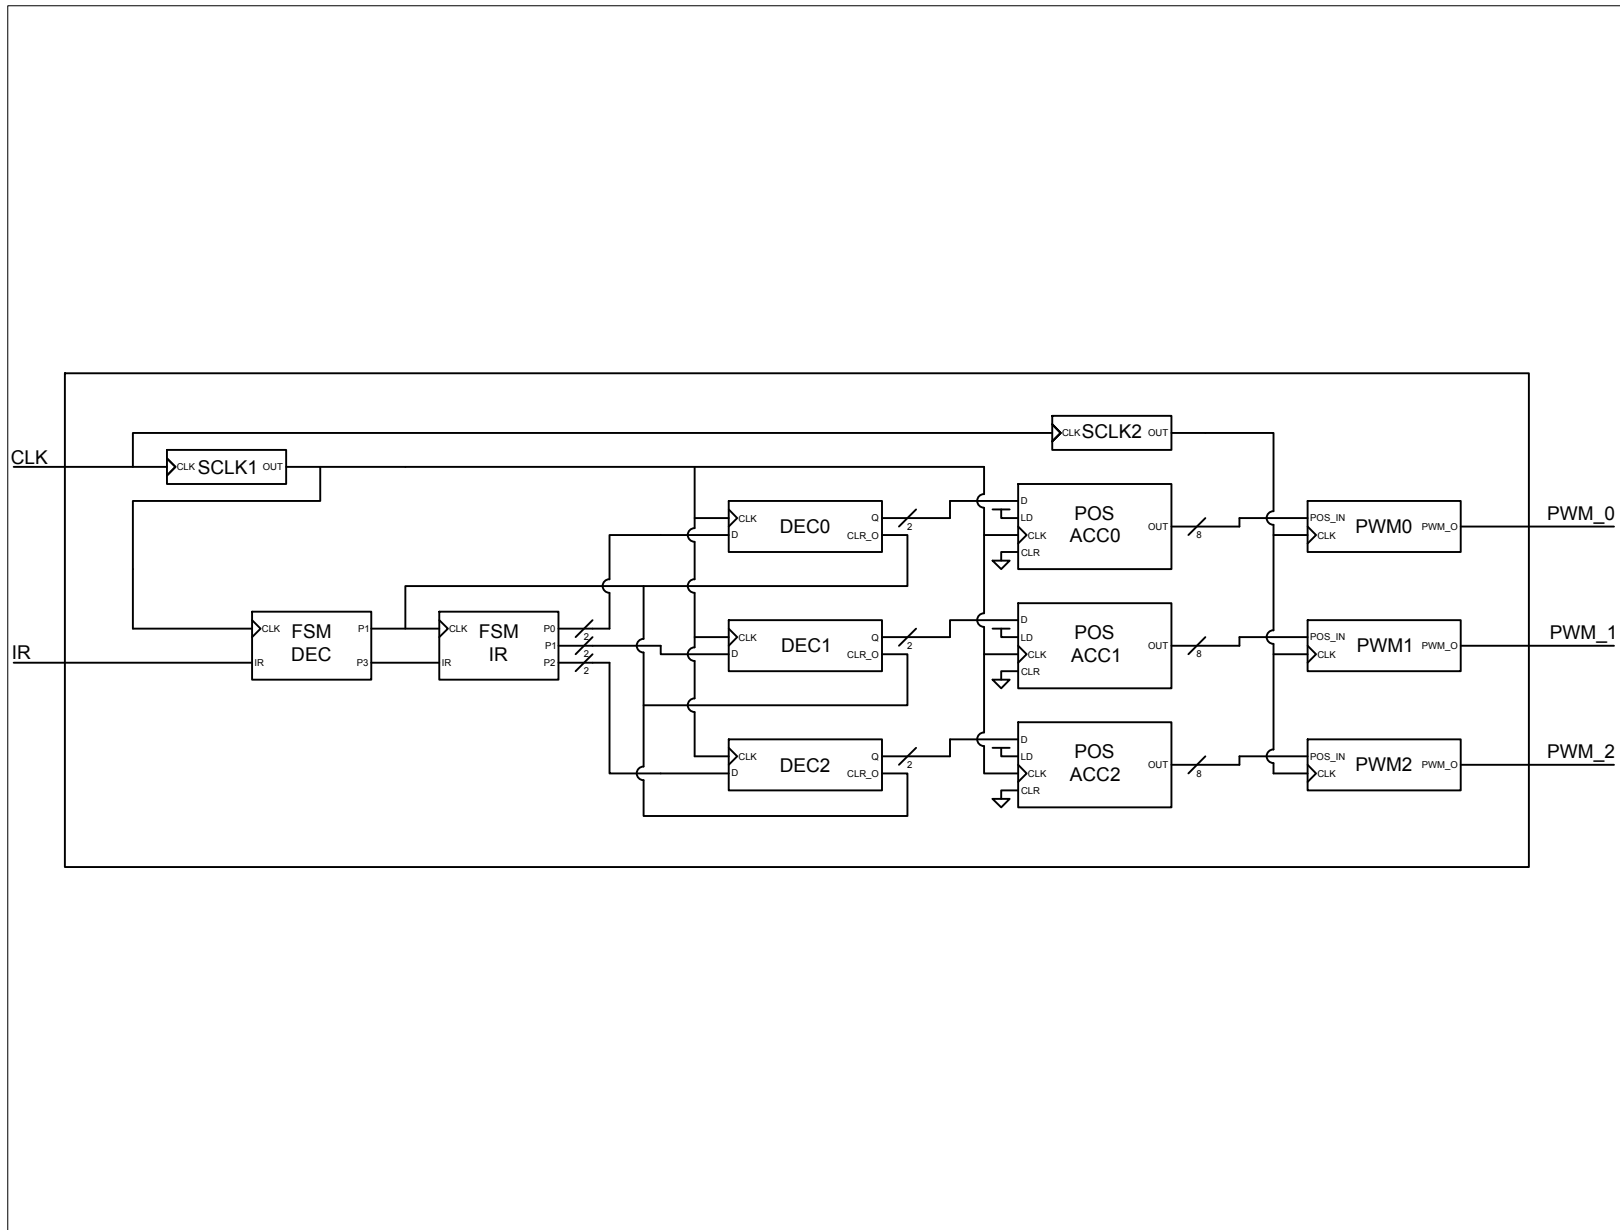 CLK
CLK SCLK1 OUT
CLK SCLK2 OUT
IR
CLK
IR
FSM
DEC
P1
P3
CLK
IR
FSM
IR
P0
P1
P2
2
2
2
CLK
D
DEC0
Q
CLR_O
2
CLK
D
DEC1
Q
CLR_O
2
CLK
D
DEC2
Q
CLR_O
2
D
LD
CLK
CLR
POS
ACC0
OUT
8
D
LD
CLK
CLR
POS
ACC1
OUT
8
D
LD
CLK
CLR
POS
ACC2
OUT
8
POS_IN
CLK
PWM0
PWM_O
PWM_0
POS_IN
CLK
PWM1
PWM_O
PWM_1
POS_IN
CLK
PWM2
PWM_O
PWM_2